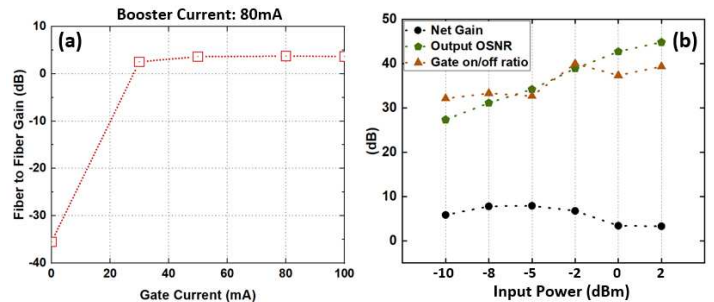 Booster Current: 80mA
(a)
Fiber to Fiber Gain (dB)
10
0
-10
-20
-30
-40
0
20
40
60
80
100
Gate Current (mA)
(b)
Net Gain
Output OSNR
Gate on/off ratio
(dB)
50
40
30
20
10
0
-10
-8
-5
-2
0
2
Input Power (dBm)